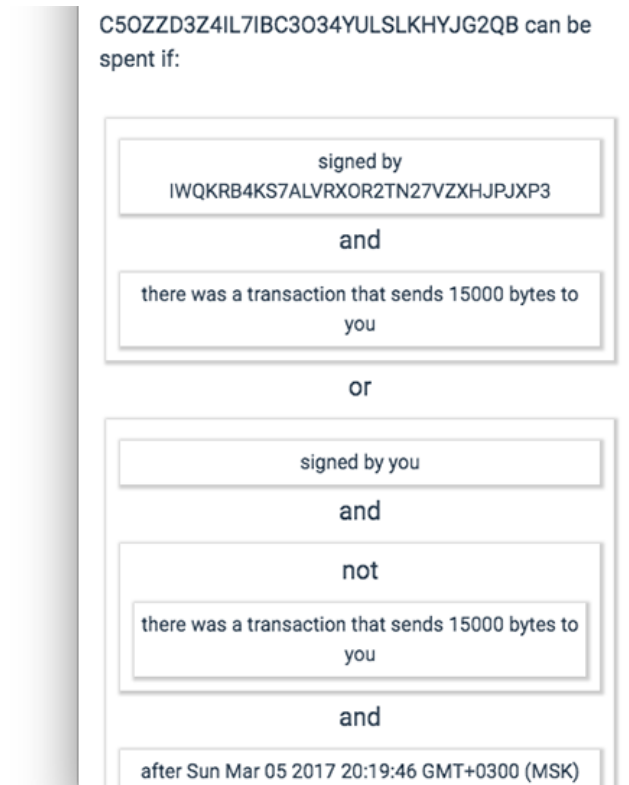 C5OZZD3Z4IL7IBC3O34YULSLKHYJG2QB can be
spent if:
signed by
IWQKRB4KS7ALVRXOR2TN27VZXHJPJXP3
and
there was a transaction that sends 15000 bytes to
you
or
signed by you
and
not
there was a transaction that sends 15000 bytes to
you
and
after Sun Mar 05 2017 20:19:46 GMT+0300 (MSK)